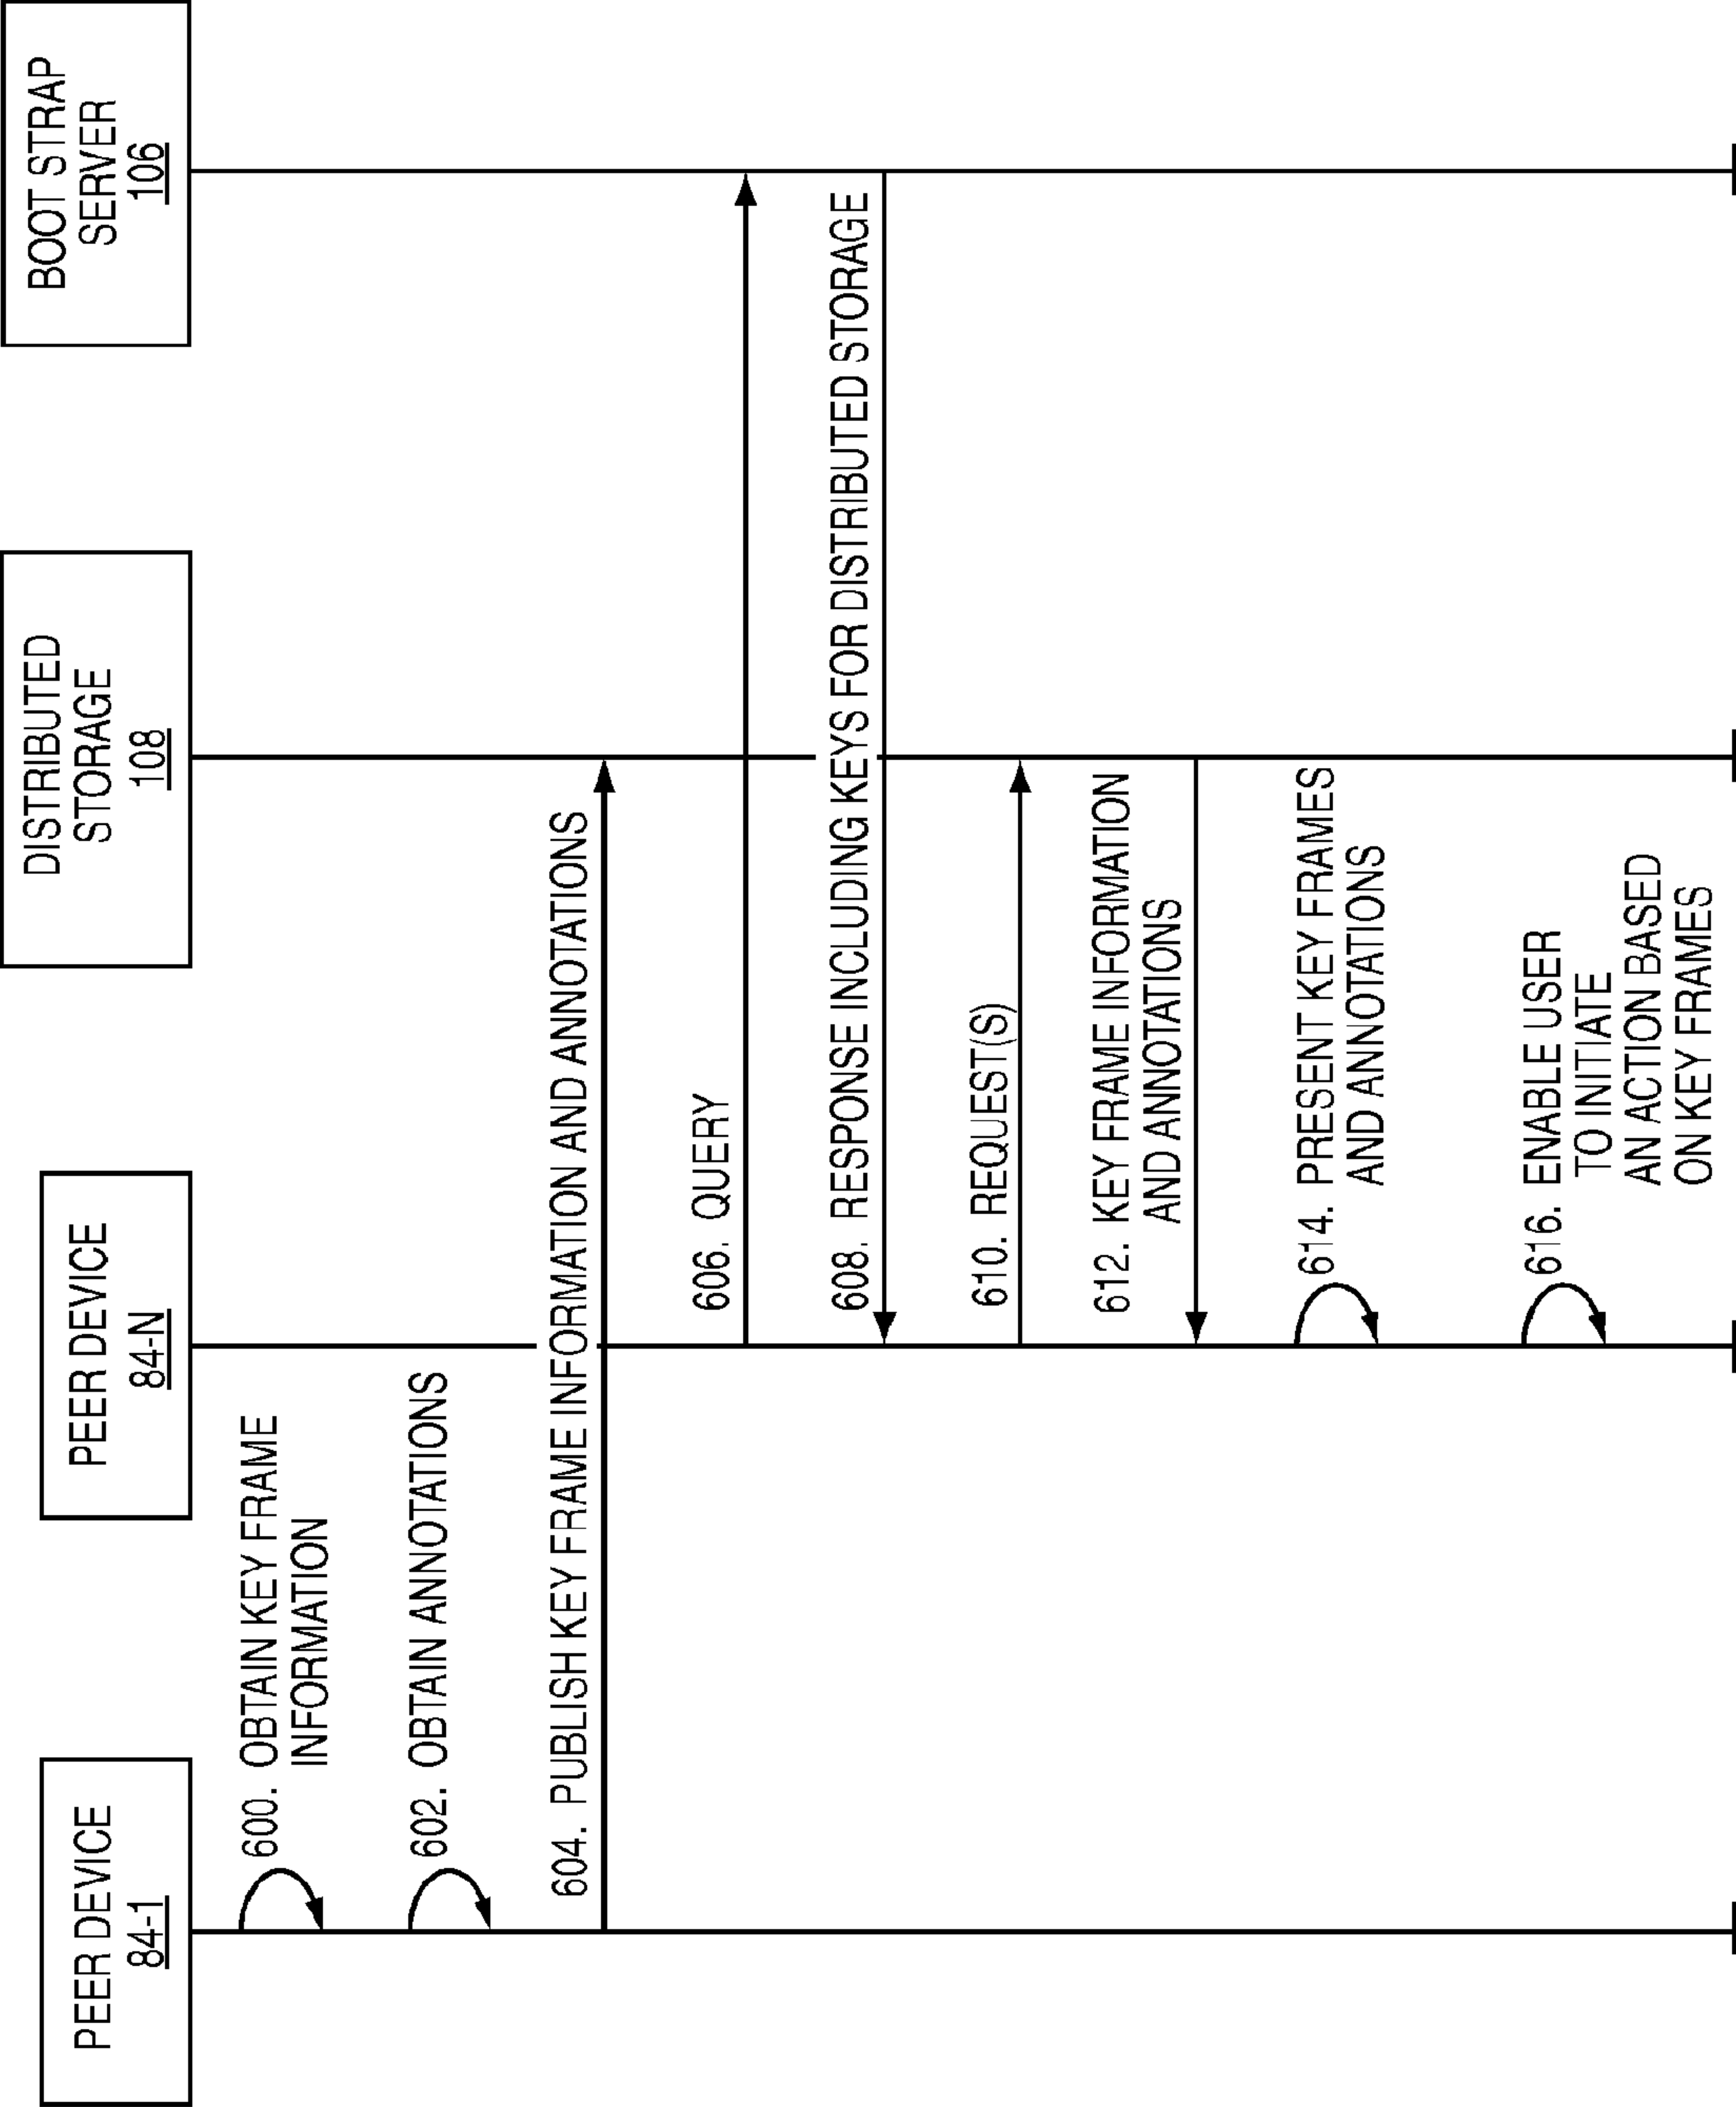 PEER DEVICE
84-1
PEER DEVICE
84-N
DISTRIBUTED
STORAGE
108
BOOT STRAP
SERVER
106
600. OBTAIN KEY FRAME
INFORMATION
602. OBTAIN ANNOTATIONS
604. PUBLISH KEY FRAME INFORMATION AND ANNOTATIONS
606. QUERY
608. RESPONSE INCLUDING KEYS FOR DISTRIBUTED STORAGE
610. REQUEST(S)
612. KEY FRAME INFORMATION
AND ANNOTATIONS
614. PRESENT KEY FRAMES
AND ANNOTATIONS
616. ENABLE USER
TO INITIATE
AN ACTION BASED
ON KEY FRAMES